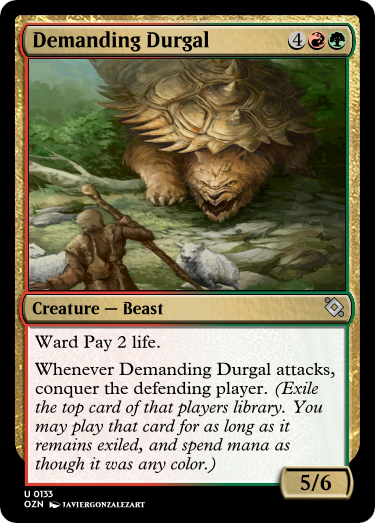 Demanding Durgal 4
Creature — Beast
Ward Pay 2 life.
Whenever Demanding Durgal attacks,
conquer the defending player. (Exile
the top card of that players library. You
may play that card for as long as it
remains exiled, and spend mana as
though it was any color.)
5/6
U 0133
OZN JAVIERGONZALEZART